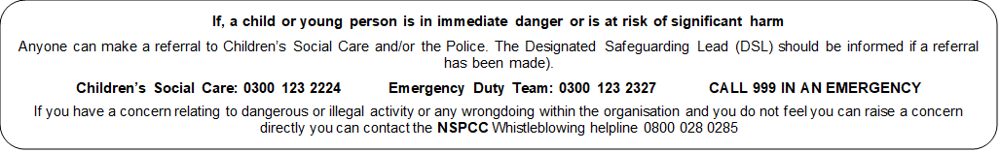 If, a child or young person is in immediate danger or is at risk of significant harm
Anyone can make a referral to Children's Social Care and/or the Police. The Designated Safeguarding Lead (DSL) should be informed if a referral
has been made).
Children's Social Care: 0300 123 2224 Emergency Duty Team: 0300 123 2327 CALL 999 IN AN EMERGENCY
If you have a concern relating to dangerous or illegal activity or any wrongdoing within the organisation and you do not feel you can raise a concern
directly you can contact the NSPCC Whistleblowing helpline 0800 028 0285